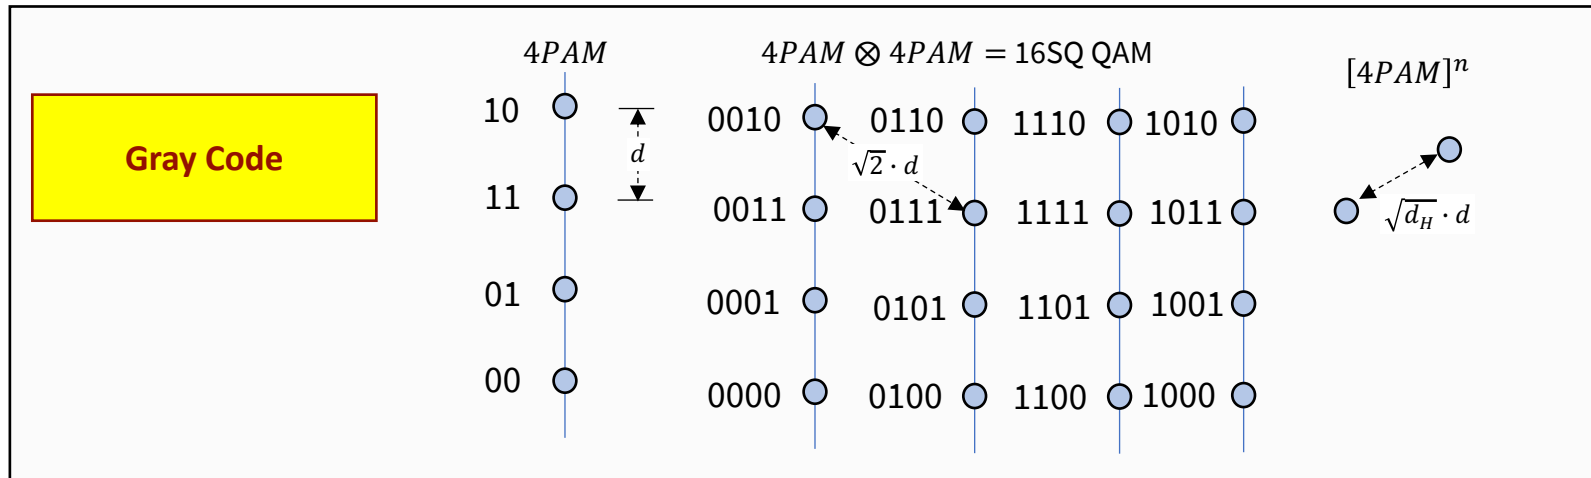 4PAM
4PAM ⊗ 4PAM = 16SQ QAM
[4PAM]ⁿ
Gray Code
10
d
11
01
00
0010 0110 1110 1010
√2 · d
0011 0111 1111 1011
0001 0101 1101 1001
0000 0100 1100 1000
√d_H · d